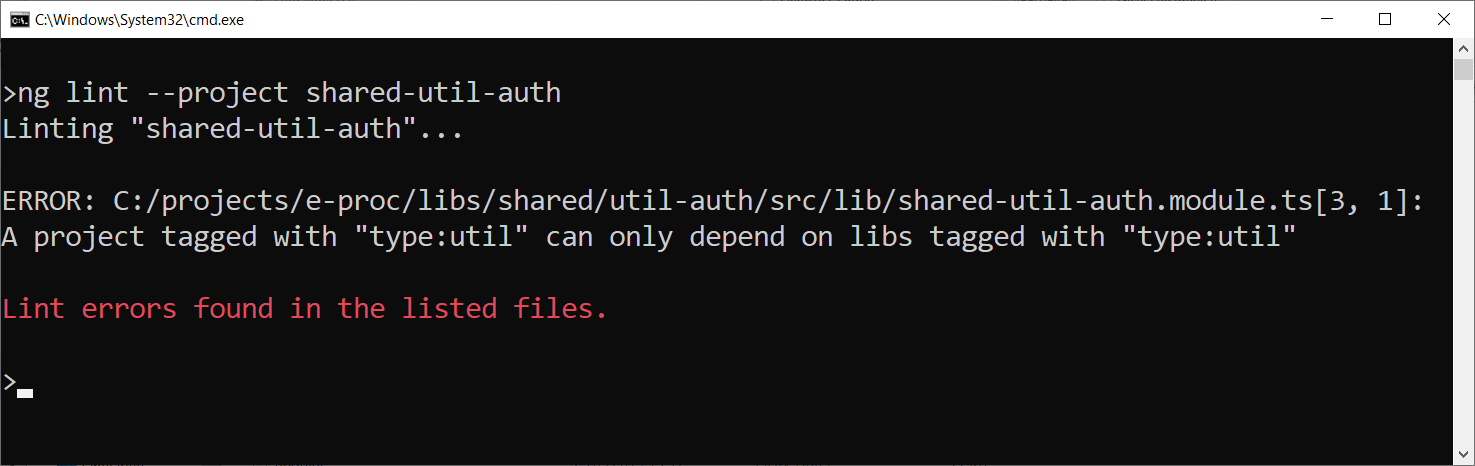 C:\Windows\System32\cmd.exe
>ng lint --project shared-util-auth
Linting "shared-util-auth"...
ERROR: C:/projects/e-proc/libs/shared/util-auth/src/lib/shared-util-auth.module.ts[3, 1]:
A project tagged with "type:util" can only depend on libs tagged with "type:util"
Lint errors found in the listed files.
>